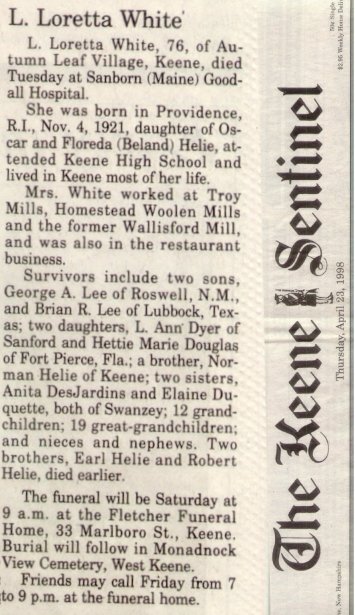 L. Loretta White
L. Loretta White, 76, of Au-
tumn Leaf Village, Keene, died
Tuesday at Sanborn (Maine) Good-
all Hospital.
She was born in Providence,
R.I., Nov. 4, 1921, daughter of Os-
car and Floreda (Beland) Helie, at-
tended Keene High School and
lived in Keene most of her life.
Mrs. White worked at Troy
Mills, Homestead Woolen Mills
and the former Wallisford Mill,
and was also in the restaurant
business.
Survivors include two sons,
George A. Lee of Roswell, N.M.,
and Brian R. Lee of Lubbock, Tex-
as; two daughters, L. Ann Dyer of
Sanford and Hettie Marie Douglas
of Fort Pierce, Fla.; a brother, Nor-
man Helie of Keene; two sisters,
Anita DesJardins and Elaine Du-
quette, both of Swanzey; 12 grand-
children; 19 great-grandchildren;
and nieces and nephews. Two
brothers, Earl Helie and Robert
Helie, died earlier.
The funeral will be Saturday at
9 a.m. at the Fletcher Funeral
Home, 33 Marlboro St., Keene.
Burial will follow in Monadnock
View Cemetery, West Keene.
Friends may call Friday from 7
to 9 p.m. at the funeral home.
50¢ Single
$2.95 Weekly Home
The Keene Sentinel
Thursday, April 23, 1998
New Hampshire